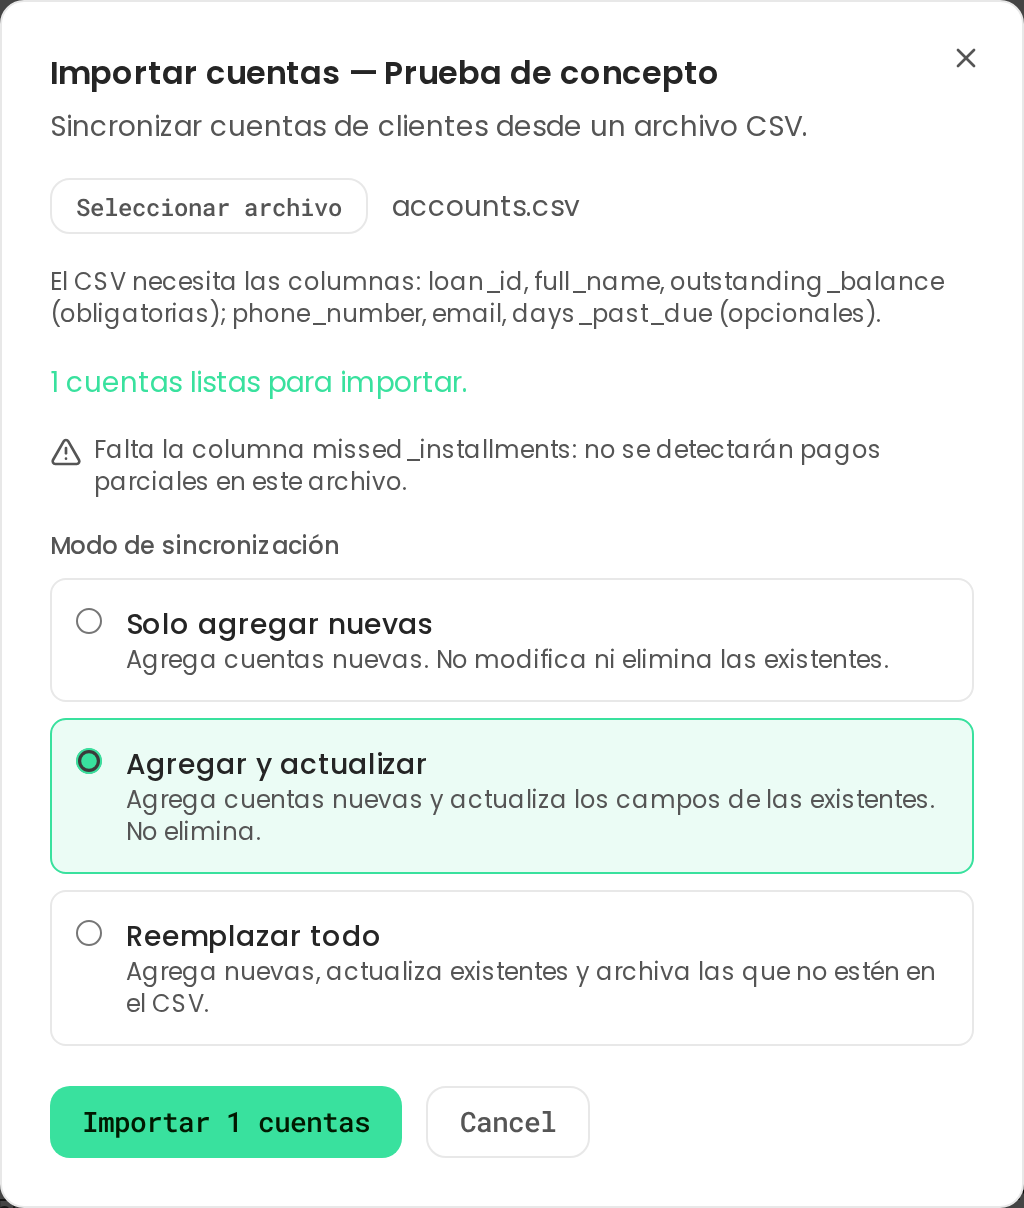 Importar cuentas — Prueba de concepto
Sincronizar cuentas de clientes desde un archivo CSV.
Seleccionar archivo accounts.csv
El CSV necesita las columnas: loan_id, full_name, outstanding_balance
(obligatorias); phone_number, email, days_past_due (opcionales).
1 cuentas listas para importar.
Falta la columna missed_installments: no se detectarán pagos
parciales en este archivo.
Modo de sincronización
Solo agregar nuevas
Agrega cuentas nuevas. No modifica ni elimina las existentes.
Agregar y actualizar
Agrega cuentas nuevas y actualiza los campos de las existentes.
No elimina.
Reemplazar todo
Agrega nuevas, actualiza existentes y archiva las que no estén en
el CSV.
Importar 1 cuentas Cancel